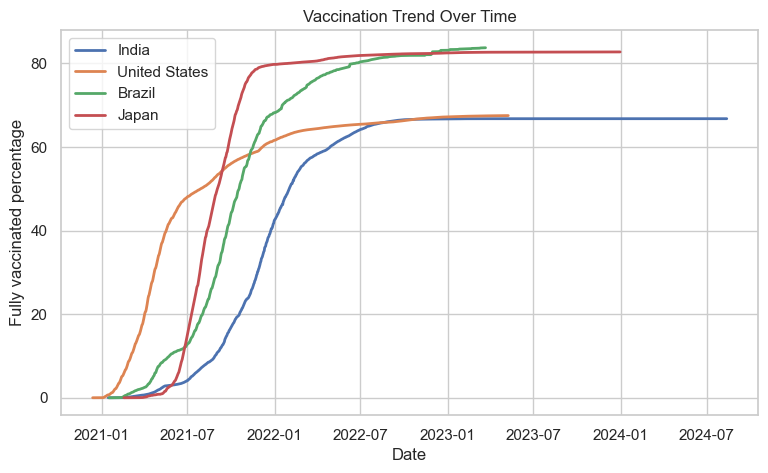 Vaccination Trend Over Time
India
United States
Brazil
Japan
Fully vaccinated percentage
80
60
40
20
0
2021-01 2021-07 2022-01 2022-07 2023-01 2023-07 2024-01 2024-07
Date